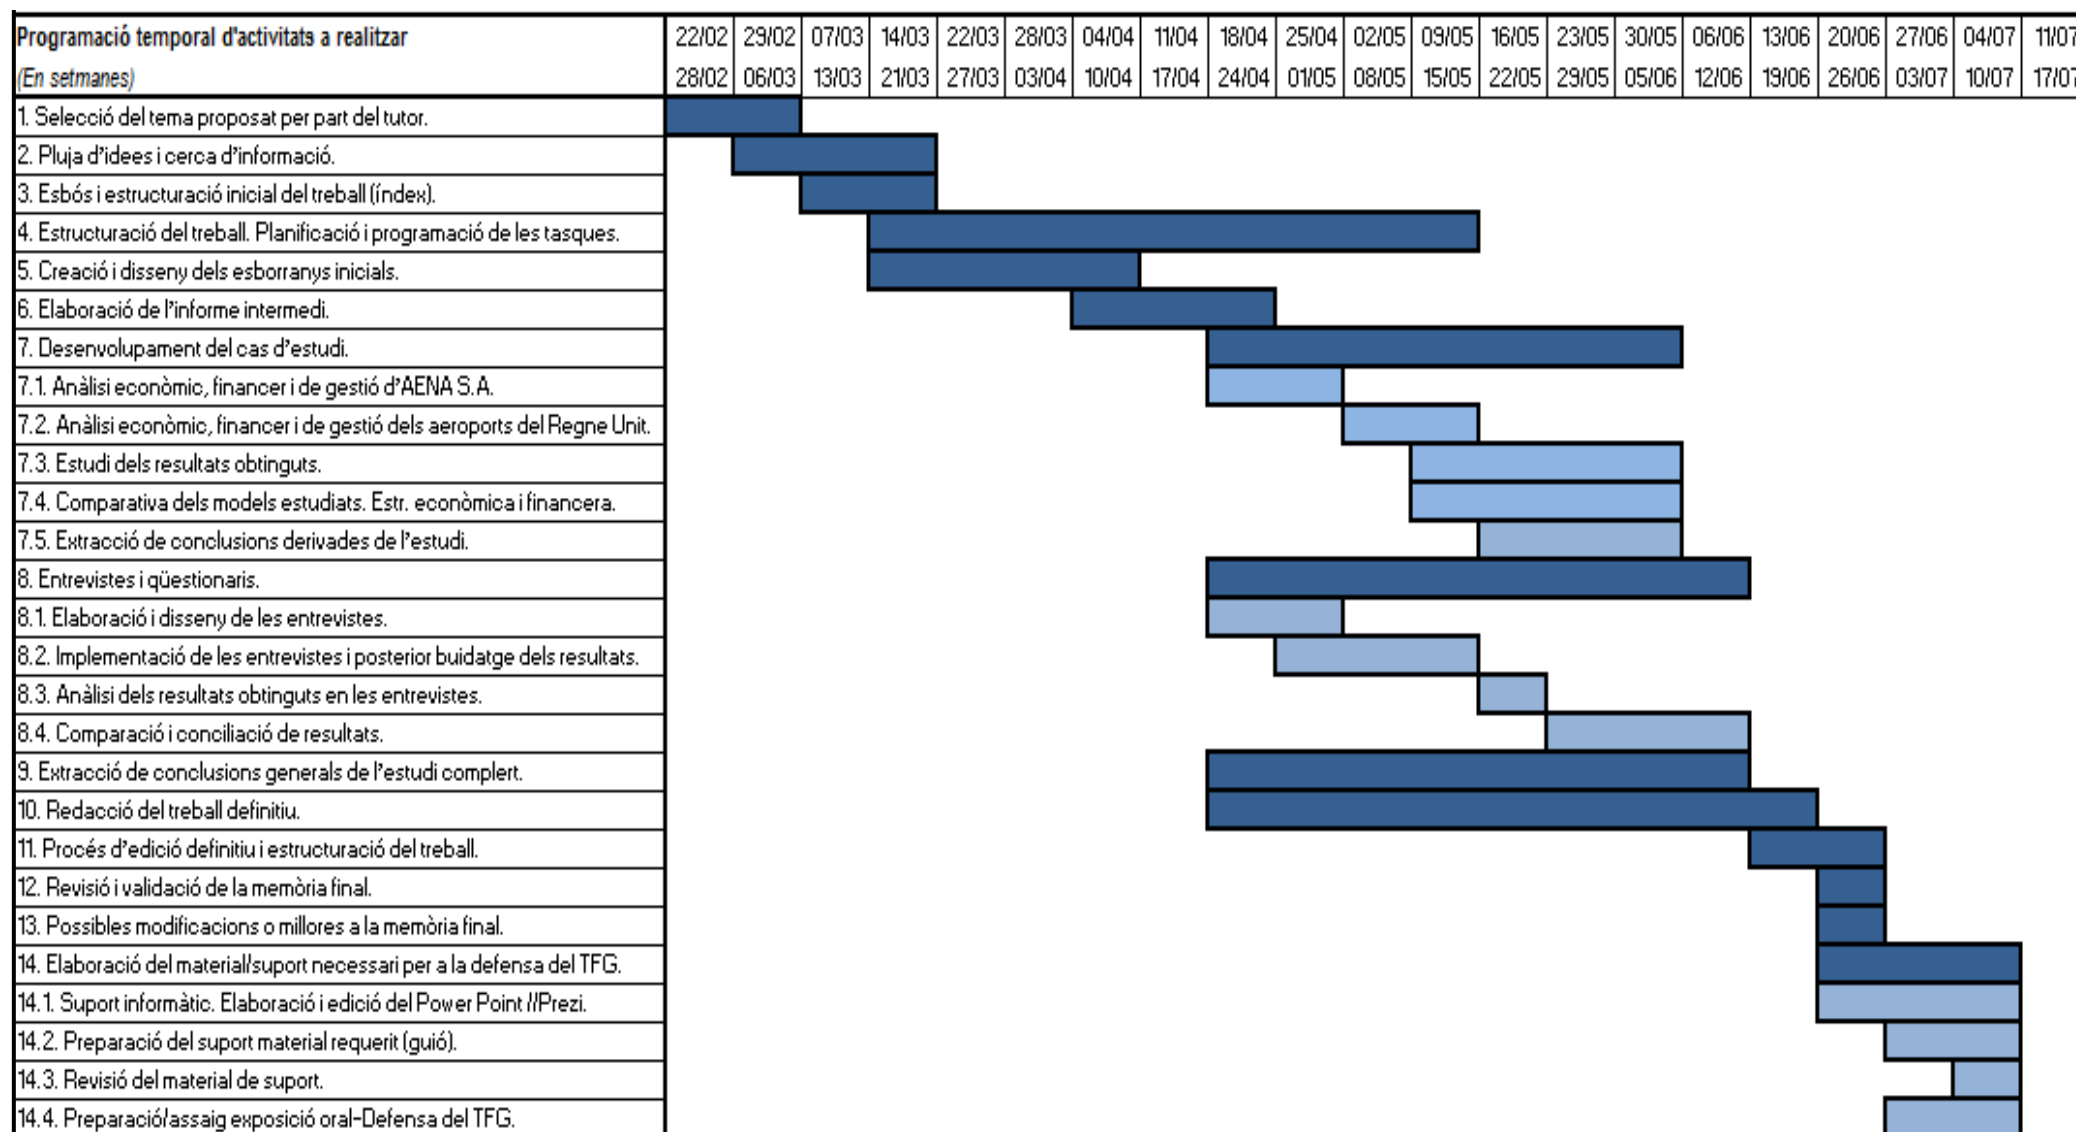 Programació temporal d'activitats a realitzar
(En setmanes)
22/02 29/02 07/03 14/03 22/03 28/03 04/04 11/04 18/04 25/04 02/05 09/05 16/05 23/05 30/05 06/06 13/06 20/06 27/06 04/07 11/07
28/02 06/03 13/03 21/03 27/03 03/04 10/04 17/04 24/04 01/05 08/05 15/05 22/05 29/05 05/06 12/06 19/06 26/06 03/07 10/07 17/07
1. Selecció del tema proposat per part del tutor.
2. Pluja d'idees i cerca d'informació.
3. Esbós i estructuració inicial del treball (índex).
4. Estructuració del treball. Planificació i programació de les tasques.
5. Creació i disseny dels esborranys inicials.
6. Elaboració de l'informe intermedi.
7. Desenvolupament del cas d'estudi.
7.1. Anàlisi econòmic, financer i de gestió d'AENA S.A.
7.2. Anàlisi econòmic, financer i de gestió dels aeroports del Regne Unit.
7.3. Estudi dels resultats obtinguts.
7.4. Comparativa dels models estudiats. Estr. econòmica i financera.
7.5. Extracció de conclusions derivades de l'estudi.
8. Entrevistes i qüestionaris.
8.1. Elaboració i disseny de les entrevistes.
8.2. Implementació de les entrevistes i posterior buidatge dels resultats.
8.3. Anàlisi dels resultats obtinguts en les entrevistes.
8.4. Comparació i conciliació de resultats.
9. Extracció de conclusions generals de l'estudi complert.
10. Redacció del treball definitiu.
11. Procés d'edició definitiu i estructuració del treball.
12. Revisió i validació de la memòria final.
13. Possibles modificacions o millores a la memòria final.
14. Elaboració del material/suport necessari per a la defensa del TFG.
14.1. Suport informàtic. Elaboració i edició del Power Point //Prezi.
14.2. Preparació del suport material requerit (guió).
14.3. Revisió del material de suport.
14.4. Preparació/assaig exposició oral-Defensa del TFG.